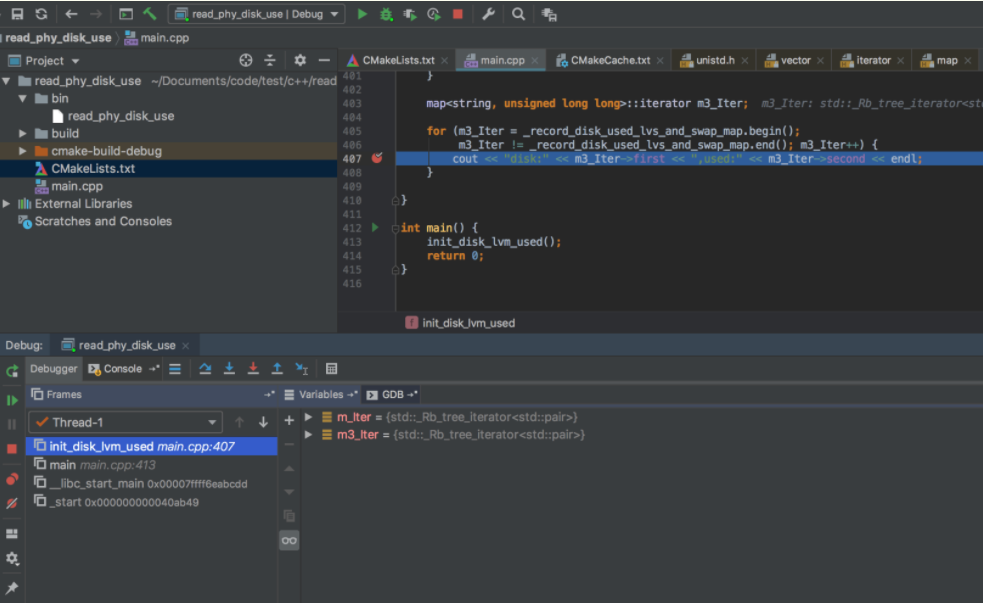 read_phy_disk_use | Debug
read_phy_disk_use main.cpp
Project
CMakeLists.txt main.cpp CMakeCache.txt unistd.h vector iterator map
read_phy_disk_use ~/Documents/code/test/c++/read
bin
read_phy_disk_use
build
cmake-build-debug
CMakeLists.txt
main.cpp
External Libraries
Scratches and Consoles
401 }
402
403 map<string, unsigned long long>::iterator m3_Iter; m3_Iter: std::_Rb_tree_iterator<std
404
405 for (m3_Iter = _record_disk_used_lvs_and_swap_map.begin();
406 m3_Iter != _record_disk_used_lvs_and_swap_map.end(); m3_Iter++) {
407 cout << "disk:" << m3_Iter->first << ",used:" << m3_Iter->second << endl;
408 }
409
410 }
411
412 int main() {
413 init_disk_lvm_used();
414 return 0;
415 }
416
f init_disk_lvm_used
Debug: read_phy_disk_use
Debugger Console
Frames
Variables GDB
Thread-1
init_disk_lvm_used main.cpp:407
main main.cpp:413
__libc_start_main 0x00007ffff6eabcdd
_start 0x000000000040ab49
m_Iter = {std::_Rb_tree_iterator<std::pair>}
m3_Iter = {std::_Rb_tree_iterator<std::pair>}